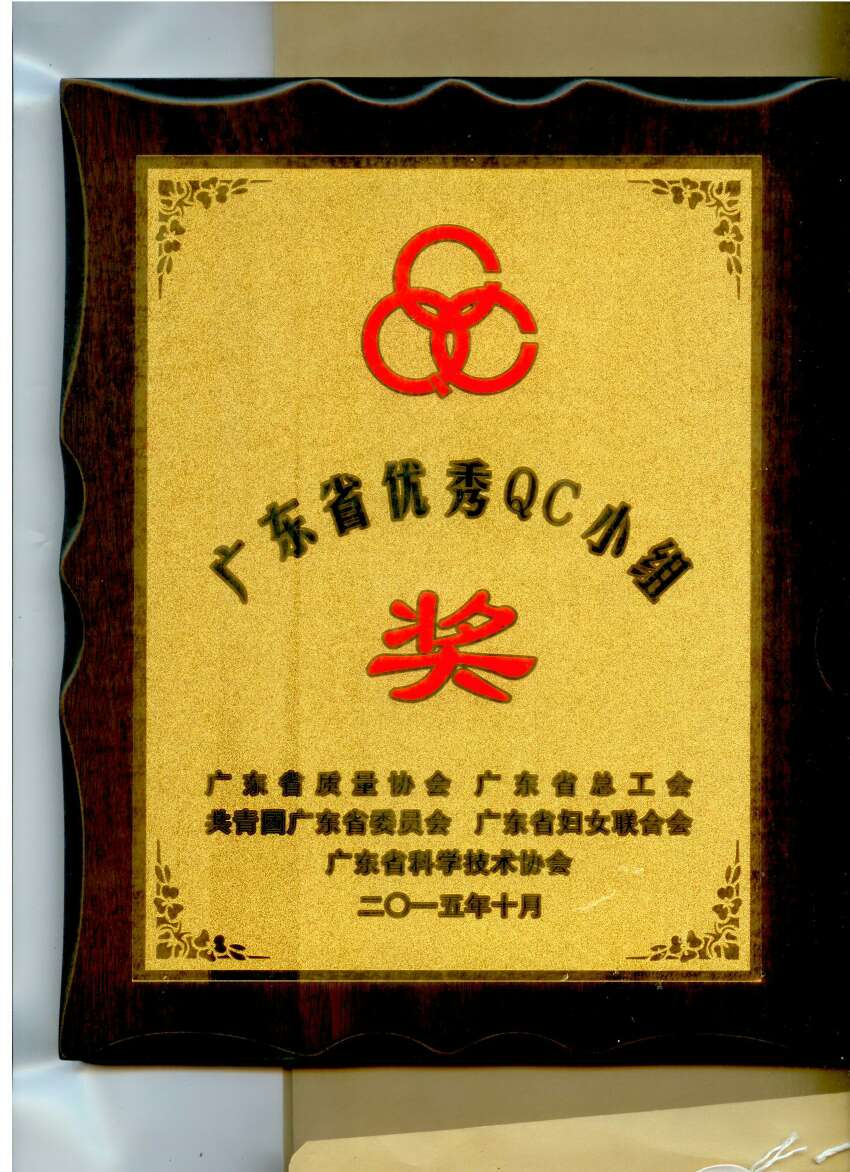 广东省优秀QC小组
奖
广东省质量协会 广东省总工会
共青团广东省委员会 广东省妇女联合会
广东省科学技术协会
二〇一五年十月